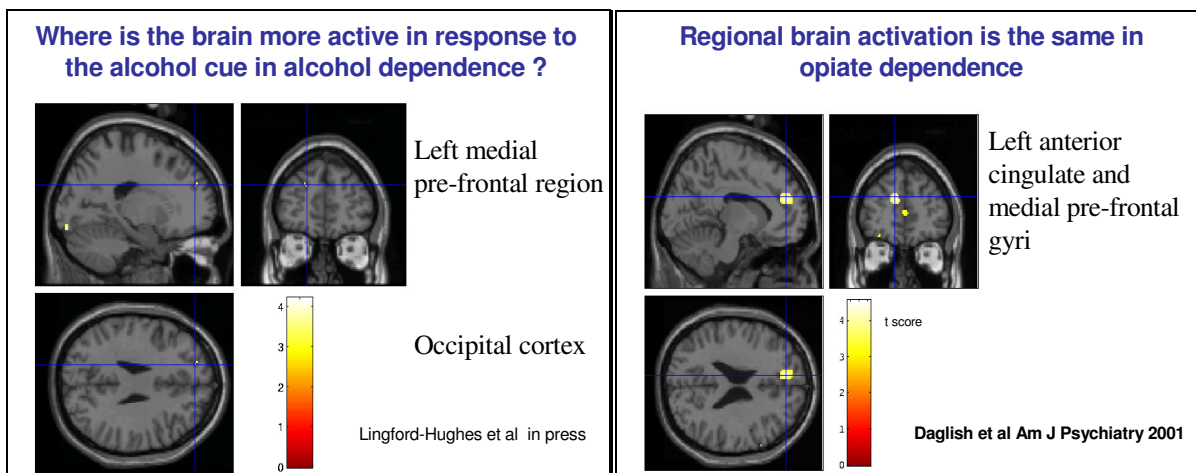 Where is the brain more active in response to
the alcohol cue in alcohol dependence ?
Left medial
pre-frontal region
4
3
2
1
0
Occipital cortex
Lingford-Hughes et al in press
Regional brain activation is the same in
opiate dependence
Left anterior
cingulate and
medial pre-frontal
gyri
4
3
2
1
0
t score
Daglish et al Am J Psychiatry 2001